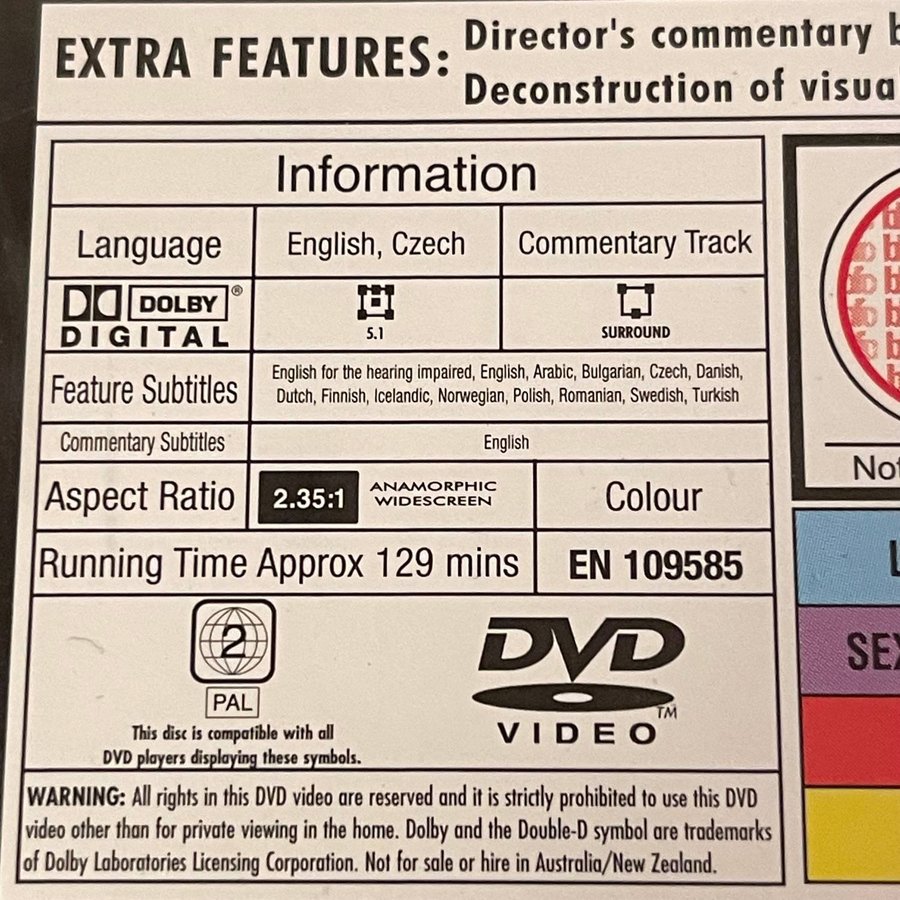 EXTRA FEATURES: Director's commentary
Deconstruction of
Information
Language English, Czech Commentary Track
DOLBY® DIGITAL 5.1 SURROUND
Feature Subtitles
English for the hearing impaired, English, Arabic, Bulgarian, Czech, Danish,
Dutch, Finnish, Icelandic, Norwegian, Polish, Romanian, Swedish, Turkish
Commentary Subtitles English
Aspect Ratio 2.35:1 ANAMORPHIC WIDESCREEN Colour
Running Time Approx 129 mins EN 109585
2
PAL
This disc is compatible with all
DVD players displaying these symbols.
DVD
VIDEO™
WARNING: All rights in this DVD video are reserved and it is strictly prohibited to use this DVD
video other than for private viewing in the home. Dolby and the Double-D symbol are trademarks
of Dolby Laboratories Licensing Corporation. Not for sale or hire in Australia/New Zealand.